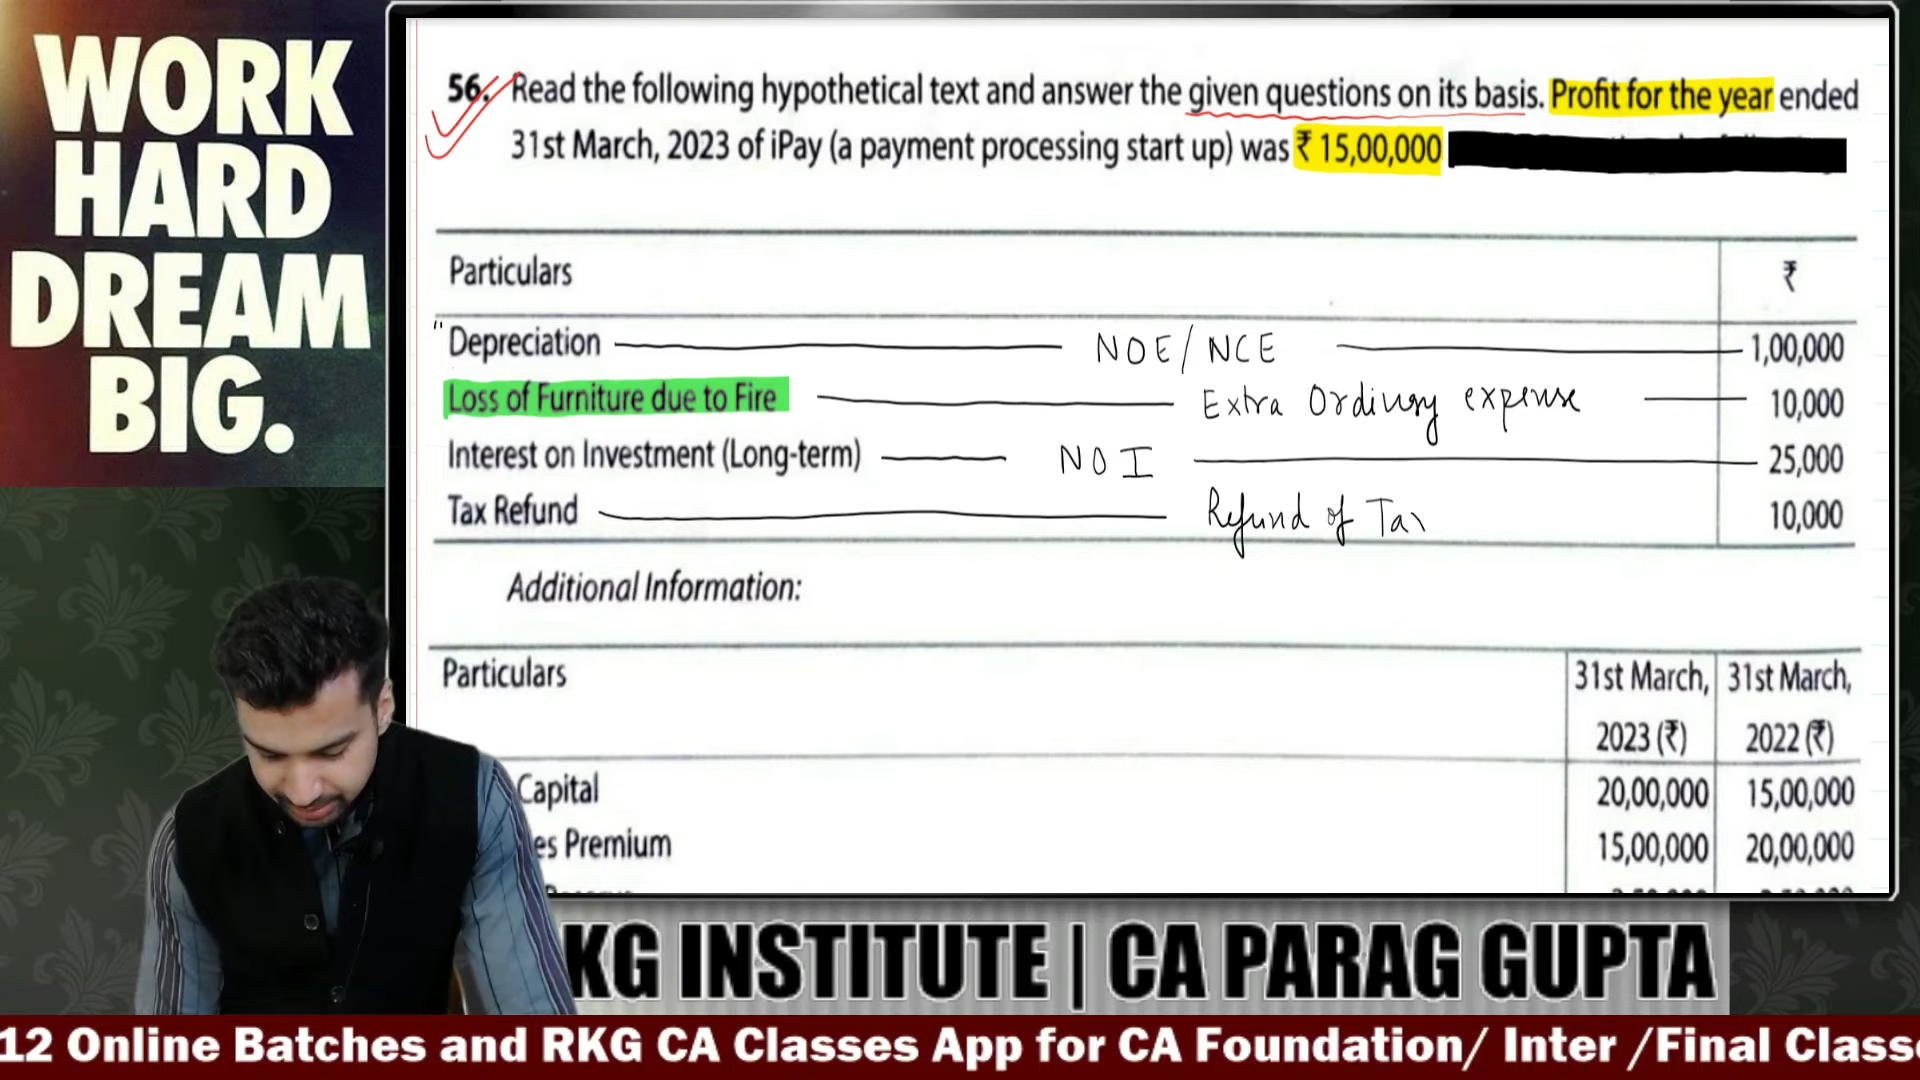 WORK
HARD
DREAM
BIG.
56. Read the following hypothetical text and answer the given questions on its basis. Profit for the year ended
31st March, 2023 of iPay (a payment processing start up) was ₹ 15,00,000
Particulars ₹
Depreciation NOE/NCE 1,00,000
Loss of Furniture due to Fire Extra Ordinary expense 10,000
Interest on Investment (Long-term) NOI 25,000
Tax Refund Refund of Tax 10,000
Additional Information:
Particulars 31st March, 31st March,
2023 (₹) 2022 (₹)
Capital 20,00,000 15,00,000
es Premium 15,00,000 20,00,000
KG INSTITUTE | CA PARAG GUPTA
12 Online Batches and RKG CA Classes App for CA Foundation/ Inter /Final Classe